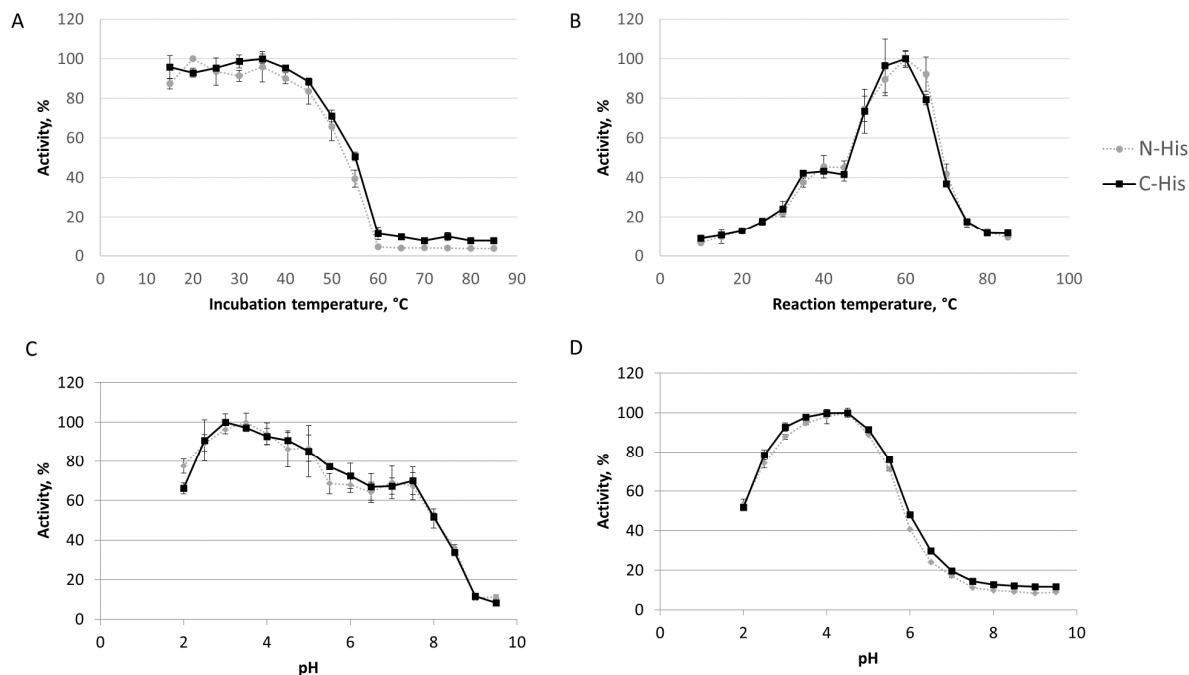 A
120
100
80
60
40
20
0
Activity, %
10 20 30 40 50 60 70 80 90
Incubation temperature, °C
B
120
100
80
60
40
20
0
Activity, %
0 20 40 60 80 100
Reaction temperature, °C
N-His
C-His
C
120
100
80
60
40
20
0
Activity, %
0 2 4 6 8 10
pH
D
120
100
80
60
40
20
0
Activity, %
0 2 4 6 8 10
pH